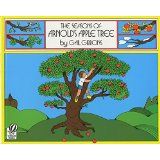 THE SEASONS OF
ARNOLD'S APPLE TREE
by GAIL GIBBONS